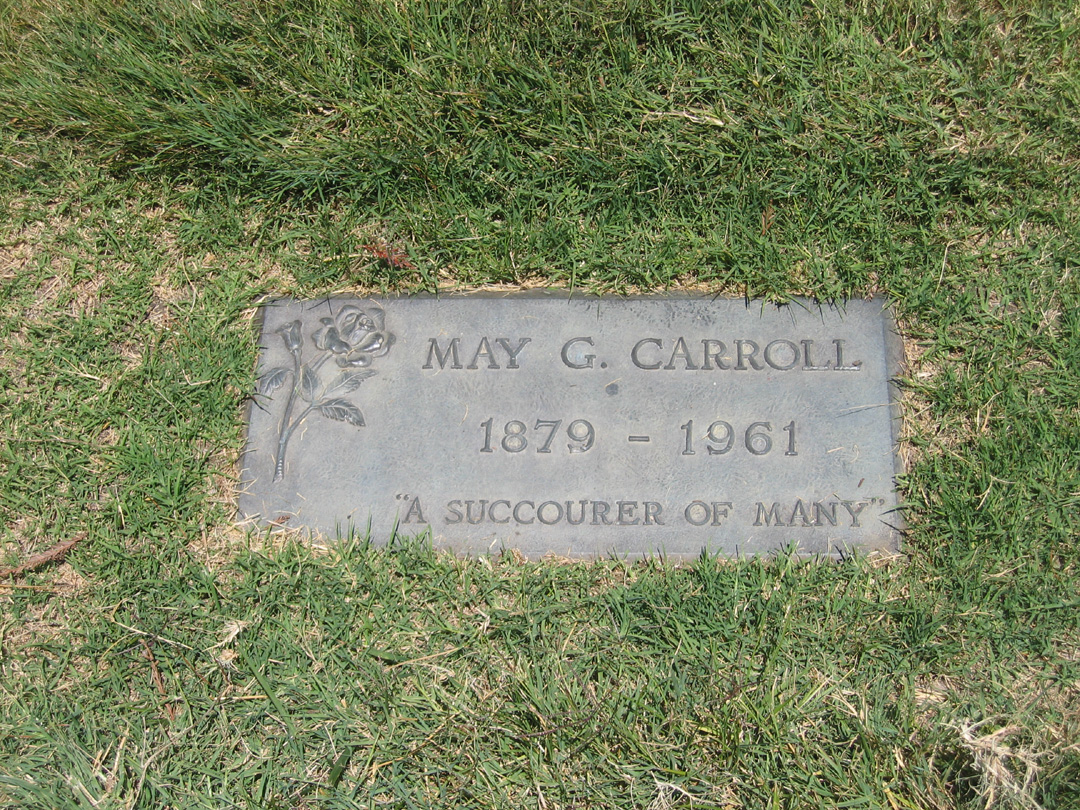 MAY G. CARROLL
1879 - 1961
"A SUCCOURER OF MANY"